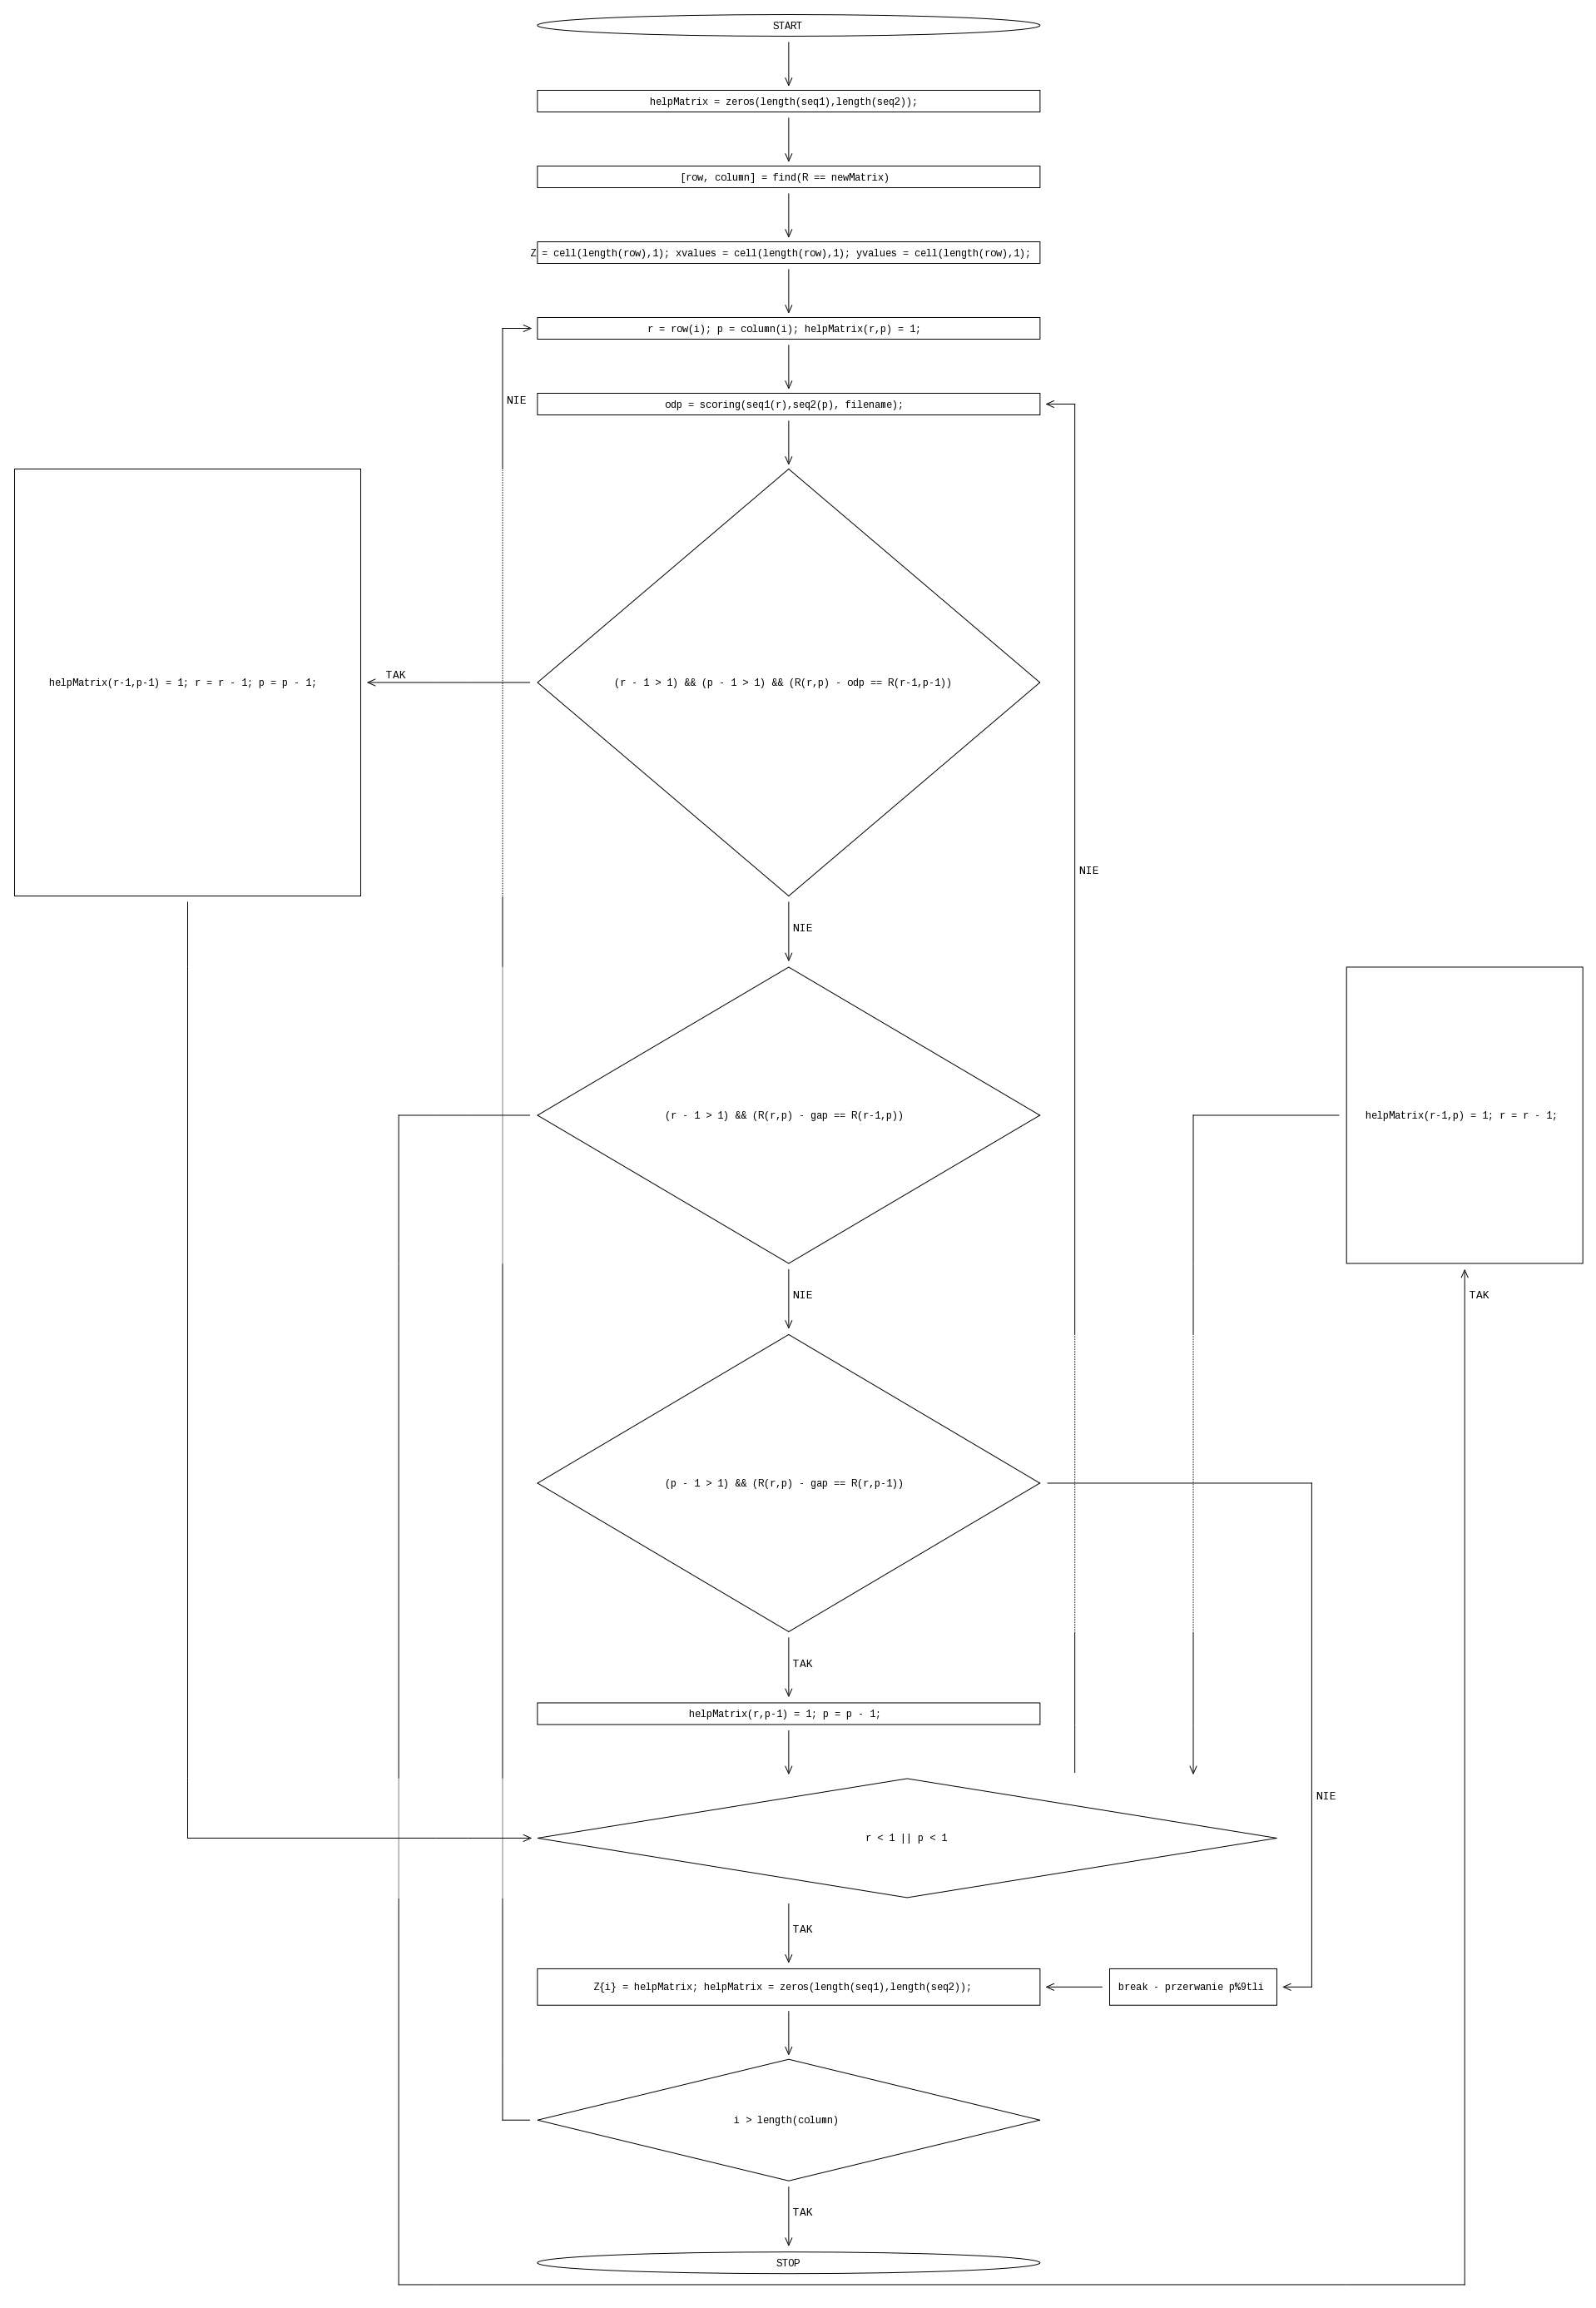 START
helpMatrix = zeros(length(seq1),length(seq2));
[row, column] = find(R == newMatrix)
Z = cell(length(row),1); xvalues = cell(length(row),1); yvalues = cell(length(row),1);
r = row(i); p = column(i); helpMatrix(r,p) = 1;
NIE
odp = scoring(seq1(r),seq2(p), filename);
TAK
helpMatrix(r-1,p-1) = 1; r = r - 1; p = p - 1;
(r - 1 > 1) && (p - 1 > 1) && (R(r,p) - odp == R(r-1,p-1))
NIE
NIE
(r - 1 > 1) && (R(r,p) - gap == R(r-1,p))
helpMatrix(r-1,p) = 1; r = r - 1;
NIE
TAK
(p - 1 > 1) && (R(r,p) - gap == R(r,p-1))
TAK
helpMatrix(r,p-1) = 1; p = p - 1;
NIE
r < 1 || p < 1
TAK
Z{i} = helpMatrix; helpMatrix = zeros(length(seq1),length(seq2));
break - przerwanie p%9tli
i > length(column)
TAK
STOP